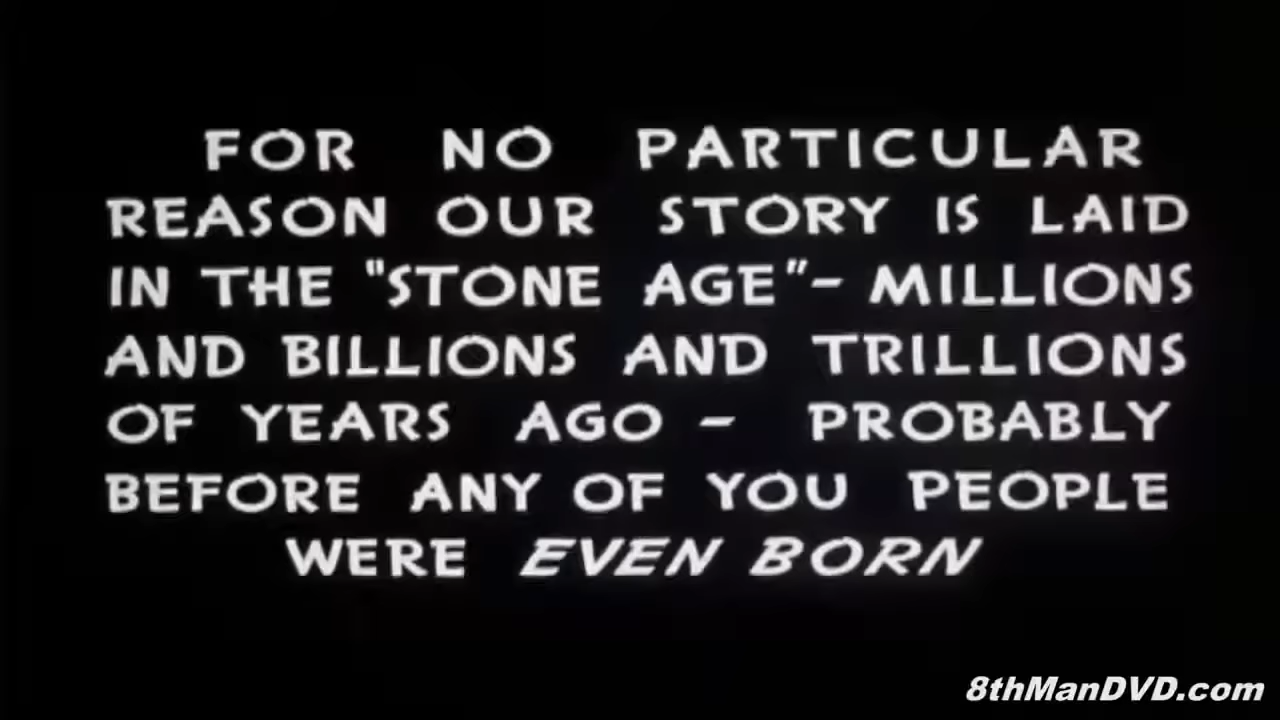 FOR NO PARTICULAR
REASON OUR STORY IS LAID
IN THE "STONE AGE"- MILLIONS
AND BILLIONS AND TRILLIONS
OF YEARS AGO - PROBABLY
BEFORE ANY OF YOU PEOPLE
WERE EVEN BORN
8thManDVD.com